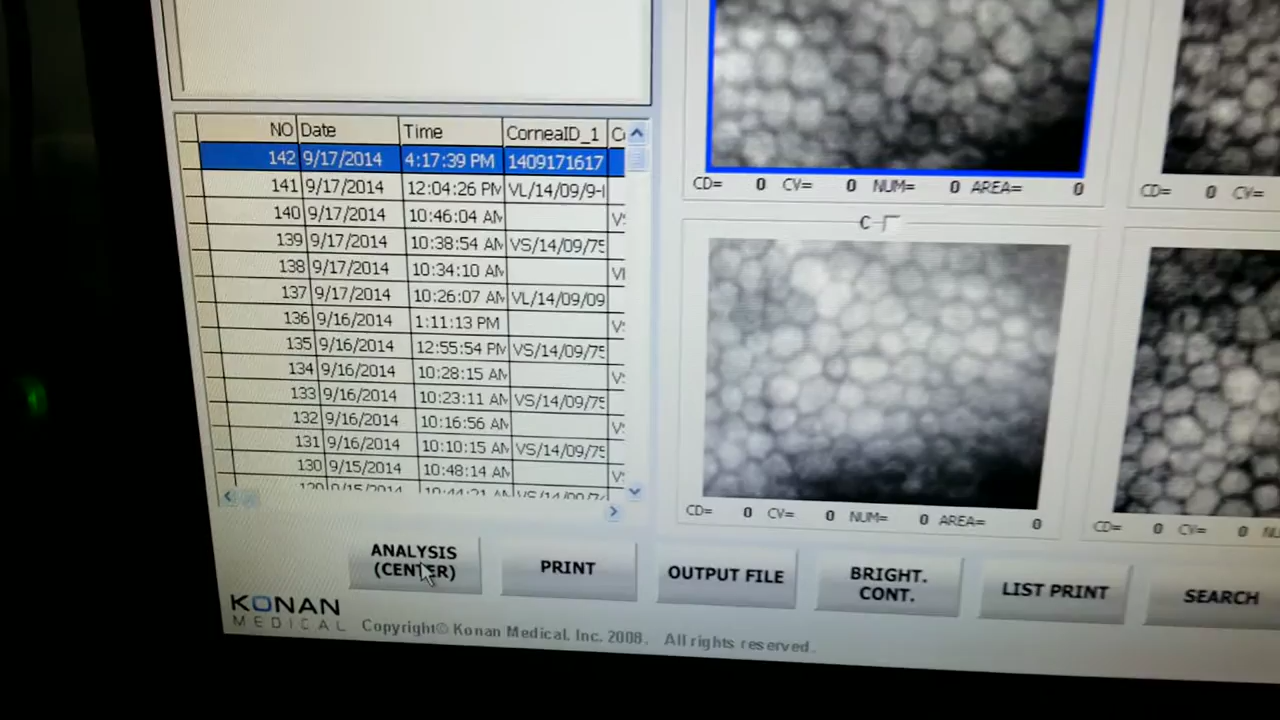 NO Date Time CorneaID_1
142 9/17/2014 4:17:39 PM 1409171617
141 9/17/2014 12:04:26 PM VL/14/09/9-
140 9/17/2014 10:46:04 AM
139 9/17/2014 10:38:54 AM VS/14/09/75
138 9/17/2014 10:34:10 AM
137 9/17/2014 10:26:07 AM VL/14/09/09
136 9/16/2014 1:11:13 PM
135 9/16/2014 12:55:54 PM VS/14/09/75
134 9/16/2014 10:28:15 AM
133 9/16/2014 10:23:11 AM VS/14/09/75
132 9/16/2014 10:16:56 AM
131 9/16/2014 10:10:15 AM VS/14/09/75
130 9/15/2014 10:48:14 AM
CD= 0 CV= 0 NUM= 0 AREA= 0
CD= 0 CV=
C-
CD= 0 CV= 0 NUM= 0 AREA= 0
CD= 0 CV= 0
ANALYSIS
(CENTER)
PRINT
OUTPUT FILE
BRIGHT.
CONT.
LIST PRINT
SEARCH
KONAN
MEDICAL
Copyright© Konan Medical. Inc. 2008. All rights reserved.